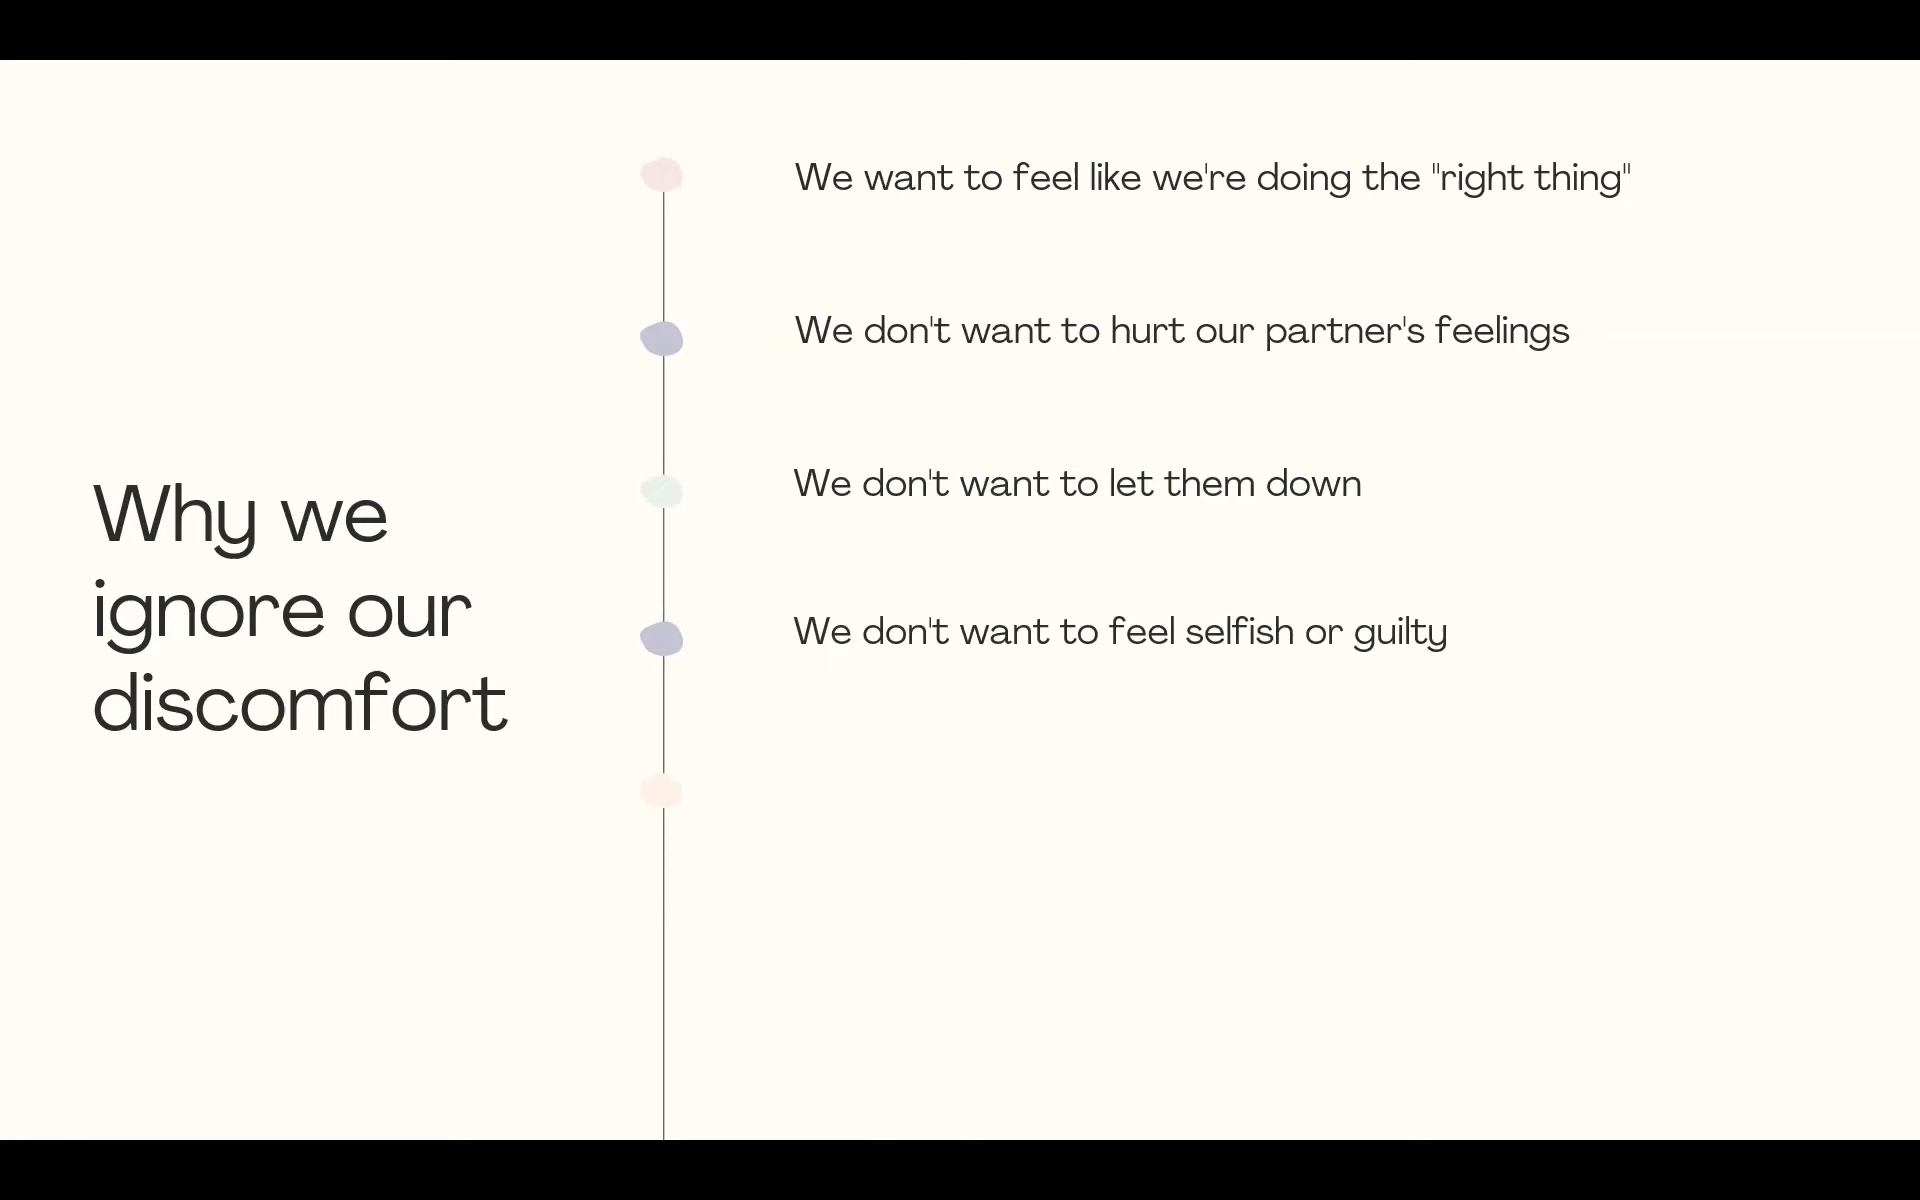 Why we
ignore our
discomfort
We want to feel like we're doing the "right thing"
We don't want to hurt our partner's feelings
We don't want to let them down
We don't want to feel selfish or guilty